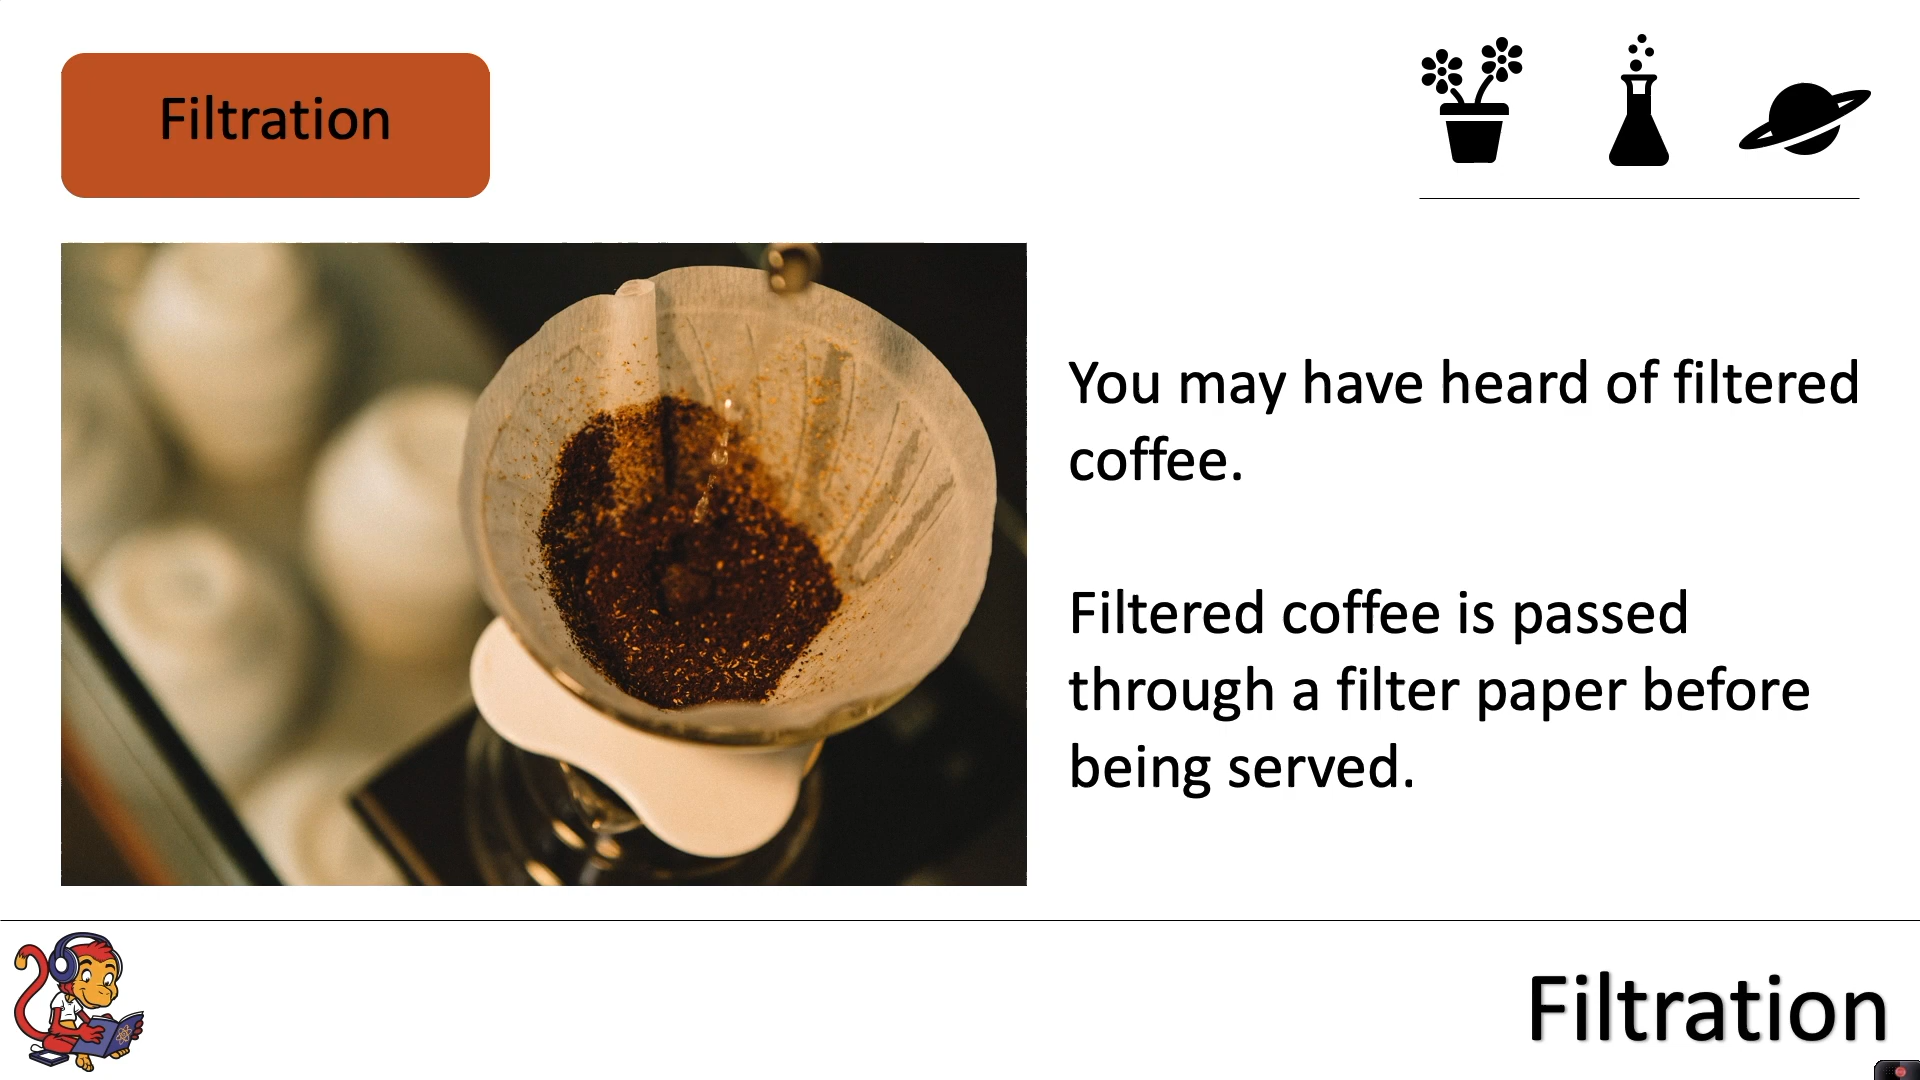 Filtration
You may have heard of filtered
coffee.
Filtered coffee is passed
through a filter paper before
being served.
Filtration